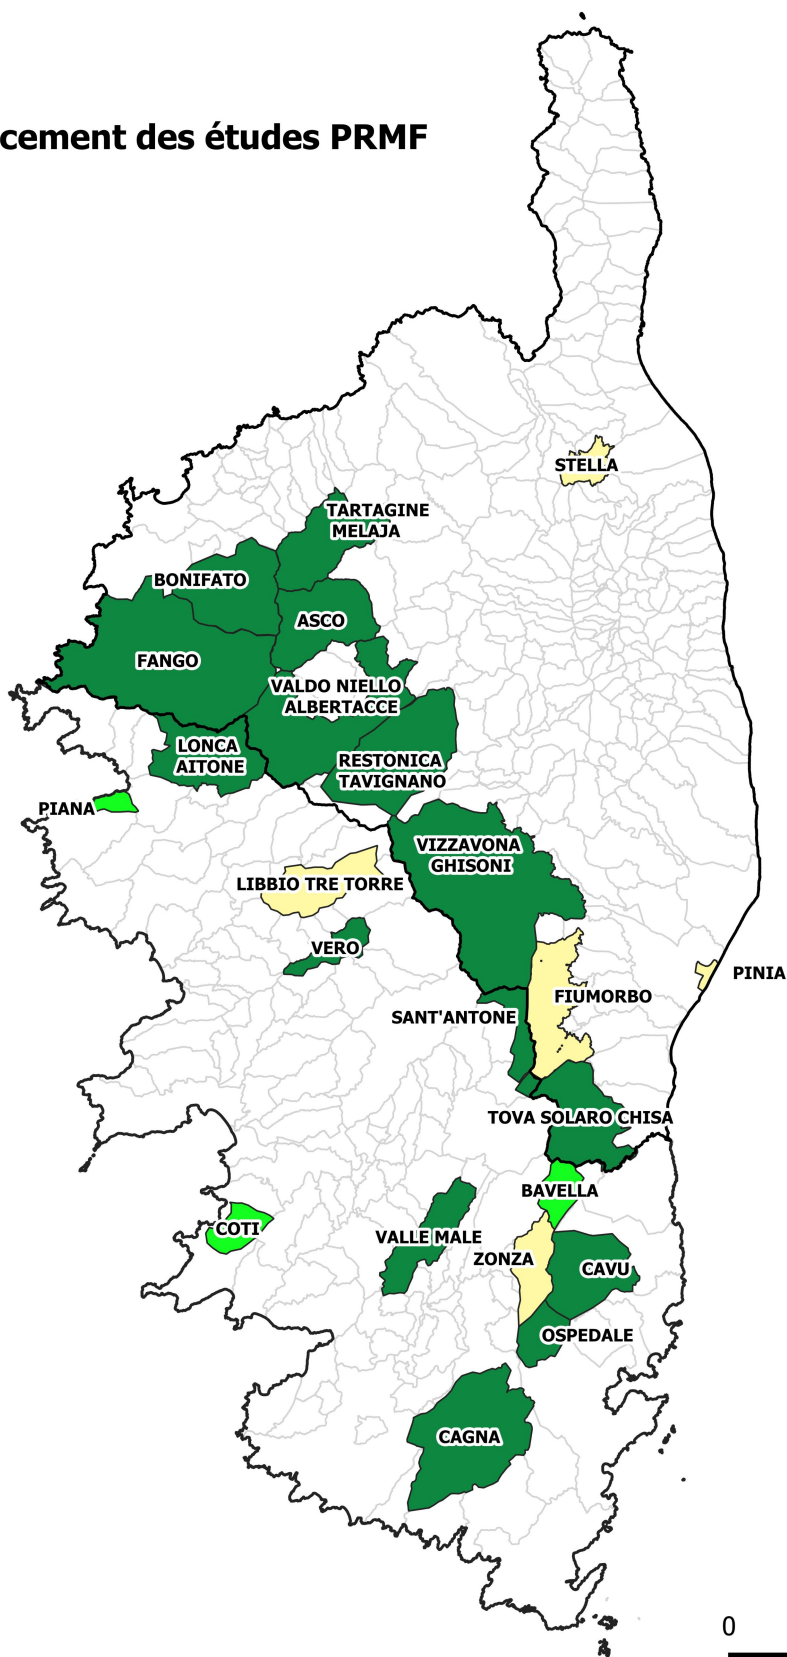 cement des études PRMF
STELLA
TARTAGINE
MELAJA
BONIFATO
ASCO
FANGO
VALDO NIELLO
ALBERTACCE
LONCA
AITONE
RESTONICA
TAVIGNANO
PIANA
VIZZAVONA
GHISONI
LIBBIO TRE TORRE
VERO
PINIA
FIUMORBO
SANT'ANTONE
TOVA SOLARO CHISA
BAVELLA
COTI
VALLE MALE
ZONZA
CAVU
OSPEDALE
CAGNA
0